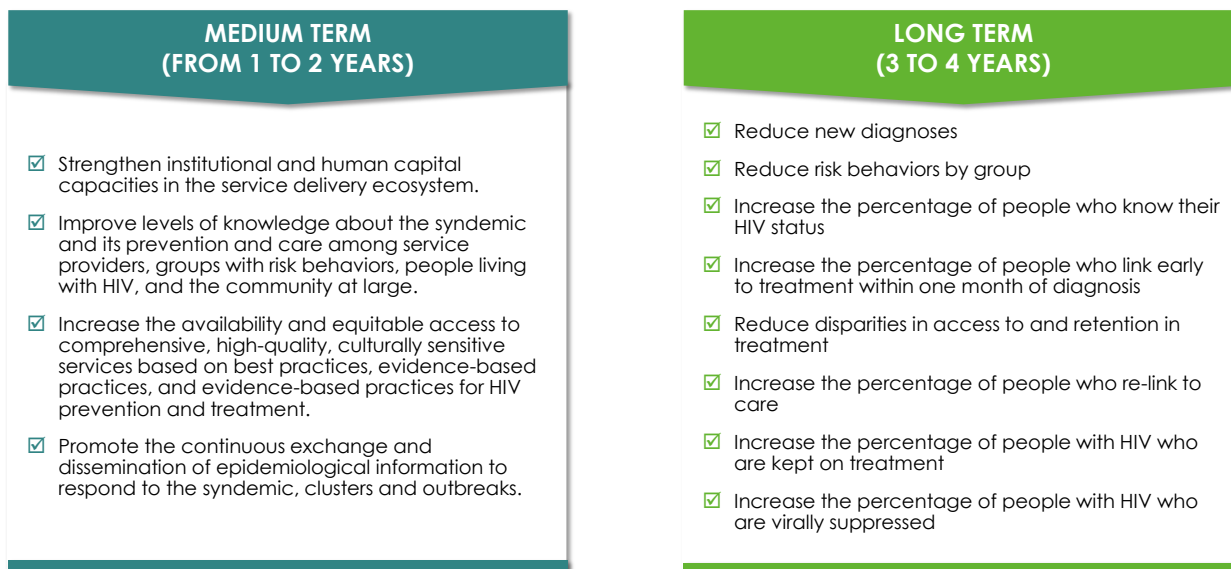 MEDIUM TERM
(FROM 1 TO 2 YEARS)
Strengthen institutional and human capital
capacities in the service delivery ecosystem.
Improve levels of knowledge about the syndemic
and its prevention and care among service
providers, groups with risk behaviors, people living
with HIV, and the community at large.
Increase the availability and equitable access to
comprehensive, high-quality, culturally sensitive
services based on best practices, evidence-based
practices, and evidence-based practices for HIV
prevention and treatment.
Promote the continuous exchange and
dissemination of epidemiological information to
respond to the syndemic, clusters and outbreaks.
LONG TERM
(3 TO 4 YEARS)
Reduce new diagnoses
Reduce risk behaviors by group
Increase the percentage of people who know their
HIV status
Increase the percentage of people who link early
to treatment within one month of diagnosis
Reduce disparities in access to and retention in
treatment
Increase the percentage of people who re-link to
care
Increase the percentage of people with HIV who
are kept on treatment
Increase the percentage of people with HIV who
are virally suppressed